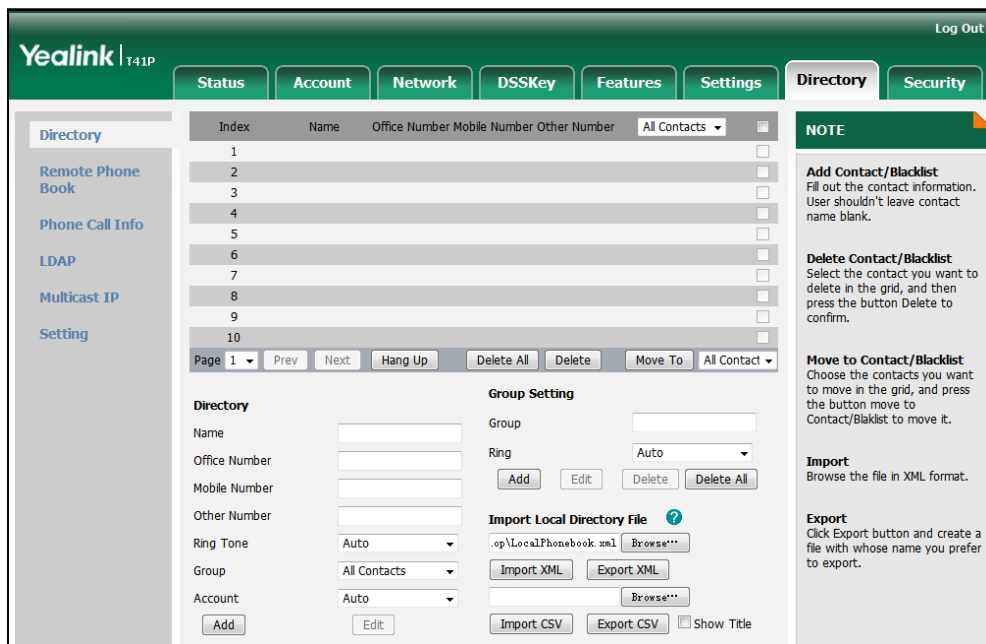 Log Out
Yealink T41P
Status Account Network DSSKey Features Settings Directory Security
Directory
Remote Phone
Book
Phone Call Info
LDAP
Multicast IP
Setting
Index Name Office Number Mobile Number Other Number All Contacts
1
2
3
4
5
6
7
8
9
10
Page 1 Prev Next Hang Up Delete All Delete Move To All Contact
Directory
Name
Office Number
Mobile Number
Other Number
Ring Tone Auto
Group All Contacts
Account Auto
Add Edit
Group Setting
Group
Ring Auto
Add Edit Delete Delete All
Import Local Directory File ?
.op\LocalPhonebook.xml Browse...
Import XML Export XML
Browse...
Import CSV Export CSV Show Title
NOTE
Add Contact/Blacklist
Fill out the contact information.
User shouldn't leave contact
name blank.
Delete Contact/Blacklist
Select the contact you want to
delete in the grid, and then
press the button Delete to
confirm.
Move to Contact/Blacklist
Choose the contacts you want
to move in the grid, and press
the button move to
Contact/Blaklist to move it.
Import
Browse the file in XML format.
Export
Click Export button and create a
file with whose name you prefer
to export.